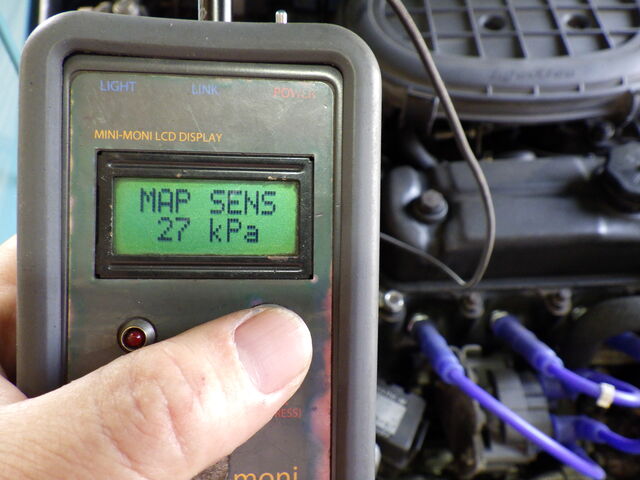 LIGHT LINK POWER
MINI-MONI LCD DISPLAY
MAP SENS
27 kPa
moni